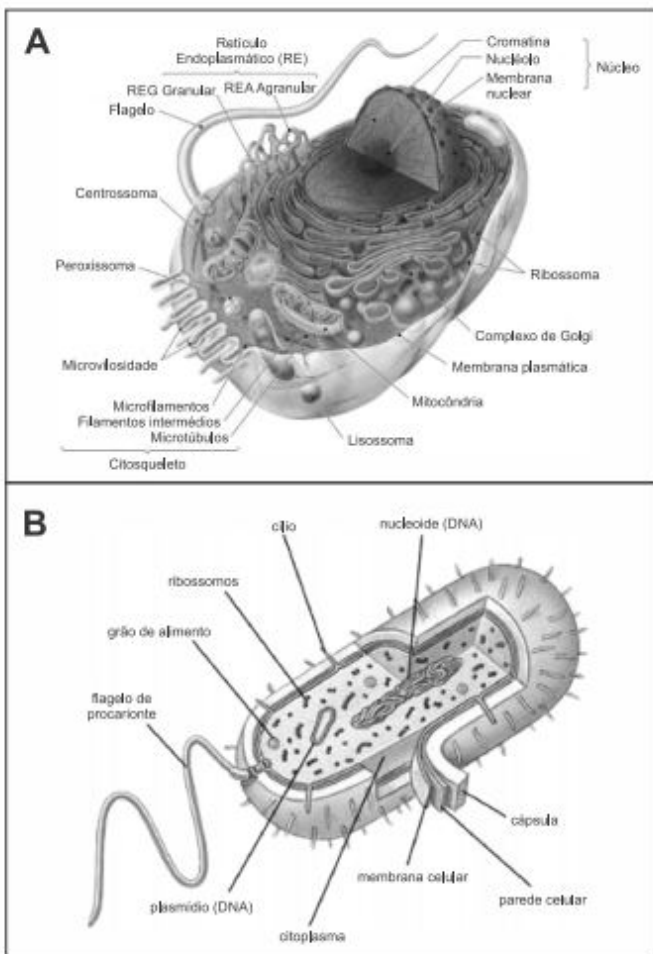 A
Retículo
Endoplasmático (RE)
REG Granular
REA Agranular
Flagelo
Cromatina
Nucléolo
Membrana
nuclear
Núcleo
Centrossoma
Peroxissoma
Ribossoma
Complexo de Golgi
Microvilosidade
Membrana plasmática
Microfilamentos
Filamentos intermédios
Microtúbulos
Mitocôndria
Lisossoma
Citosqueleto
B
cílio
nucleoide (DNA)
ribossomos
grão de alimento
flagelo de
procarionte
cápsula
membrana celular
parede celular
plasmídio (DNA)
citoplasma